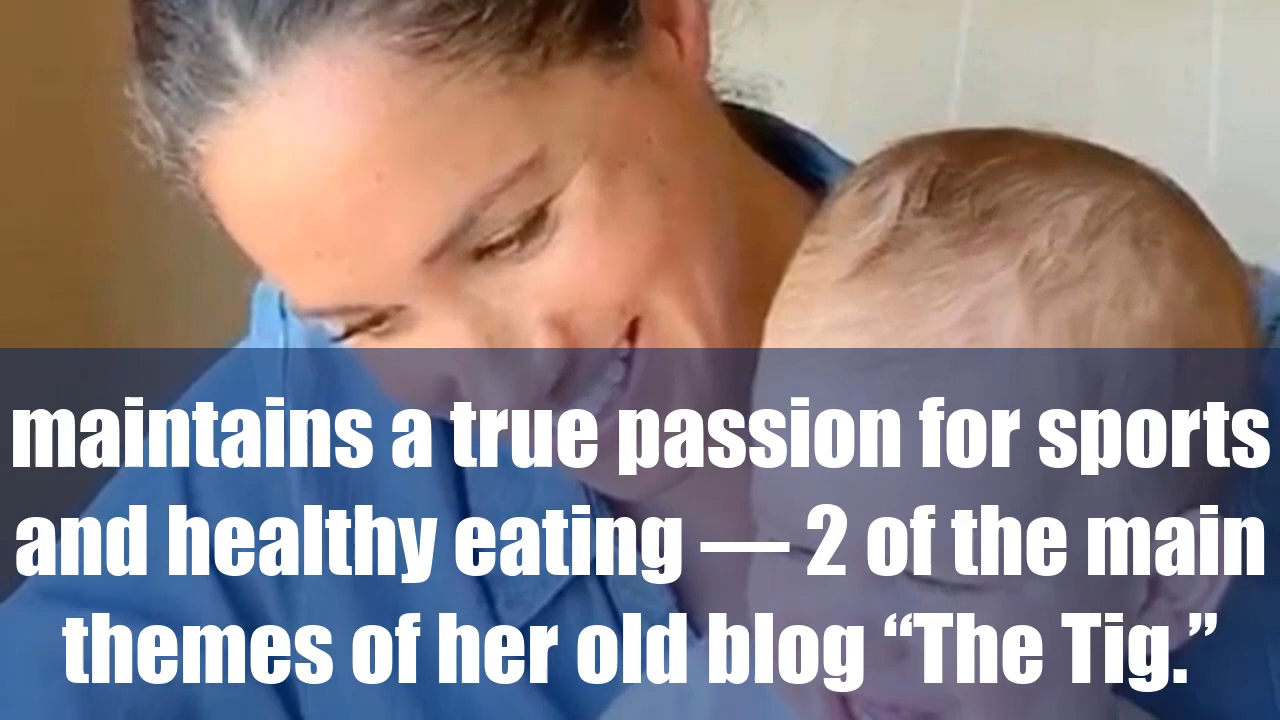 maintains a true passion for sports
and healthy eating — 2 of the main
themes of her old blog “The Tig.”